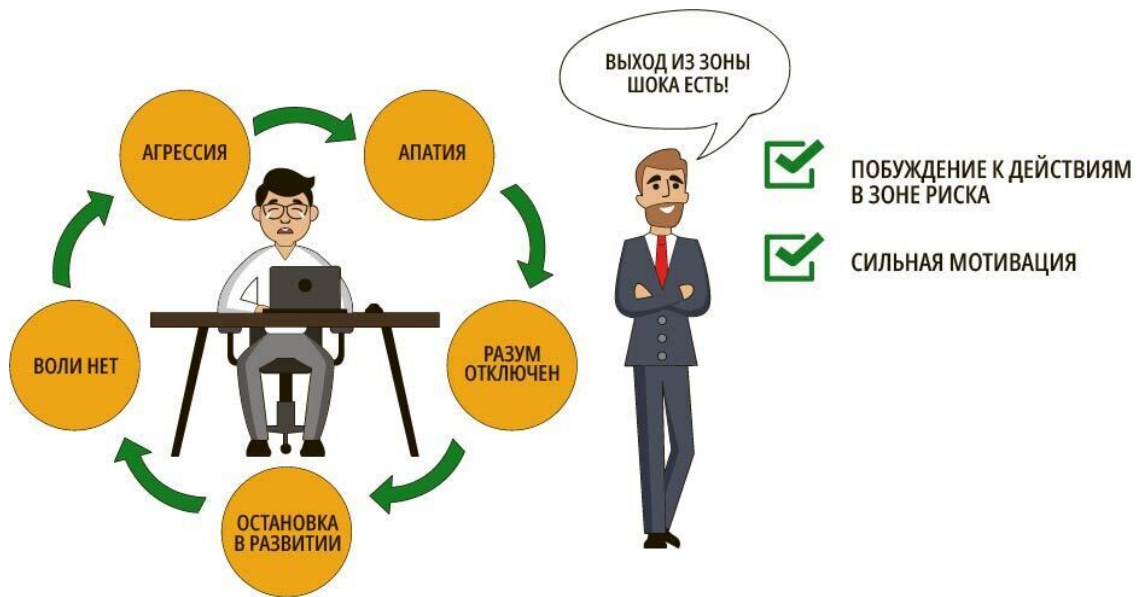 ВЫХОД ИЗ ЗОНЫ
ШОКА ЕСТЬ!
АГРЕССИЯ
АПАТИЯ
РАЗУМ
ОТКЛЮЧЕН
ОСТАНОВКА
В РАЗВИТИИ
ВОЛИ НЕТ
ПОБУЖДЕНИЕ К ДЕЙСТВИЯМ
В ЗОНЕ РИСКА
СИЛЬНАЯ МОТИВАЦИЯ